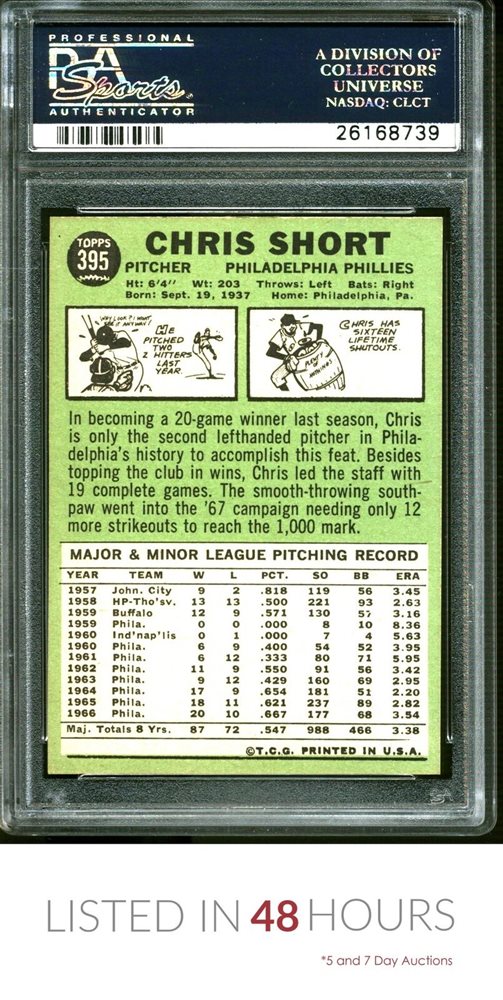 PROFESSIONAL
PSA
Sports
AUTHENTICATOR
A DIVISION OF
COLLECTORS
UNIVERSE
NASDAQ: CLCT
26168739
TOPPS
395
CHRIS SHORT
PITCHER PHILADELPHIA PHILLIES
Ht: 6'4" Wt: 203 Throws: Left Bats: Right
Born: Sept. 19, 1937 Home: Philadelphia, Pa.
WHY LOOK? I WON'T
SEE IT ANYWAY!
HE
PITCHED
TWO
2 HITTERS
LAST
YEAR.
PLENTY OF
NOTHINGS
CHRIS HAS
SIXTEEN
LIFETIME
SHUTOUTS.
In becoming a 20-game winner last season, Chris
is only the second lefthanded pitcher in Phila-
delphia's history to accomplish this feat. Besides
topping the club in wins, Chris led the staff with
19 complete games. The smooth-throwing south-
paw went into the '67 campaign needing only 12
more strikeouts to reach the 1,000 mark.
MAJOR & MINOR LEAGUE PITCHING RECORD
YEAR TEAM W L PCT. SO BB ERA
1957 John. City 9 2 .818 119 56 3.45
1958 HP-Tho'sv. 13 13 .500 221 93 2.63
1959 Buffalo 12 9 .571 130 57 3.16
1959 Phila. 0 0 .000 8 10 8.36
1960 Ind'nap'lis 0 1 .000 7 4 5.63
1960 Phila. 6 9 .400 54 52 3.95
1961 Phila. 6 12 .333 80 71 5.95
1962 Phila. 11 9 .550 91 56 3.42
1963 Phila. 9 12 .429 160 69 2.95
1964 Phila. 17 9 .654 181 51 2.20
1965 Phila. 18 11 .621 237 89 2.82
1966 Phila. 20 10 .667 177 68 3.54
Maj. Totals 8 Yrs. 87 72 .547 988 466 3.38
©T.C.G. PRINTED IN U.S.A.
LISTED IN 48 HOURS
*5 and 7 Day Auctions